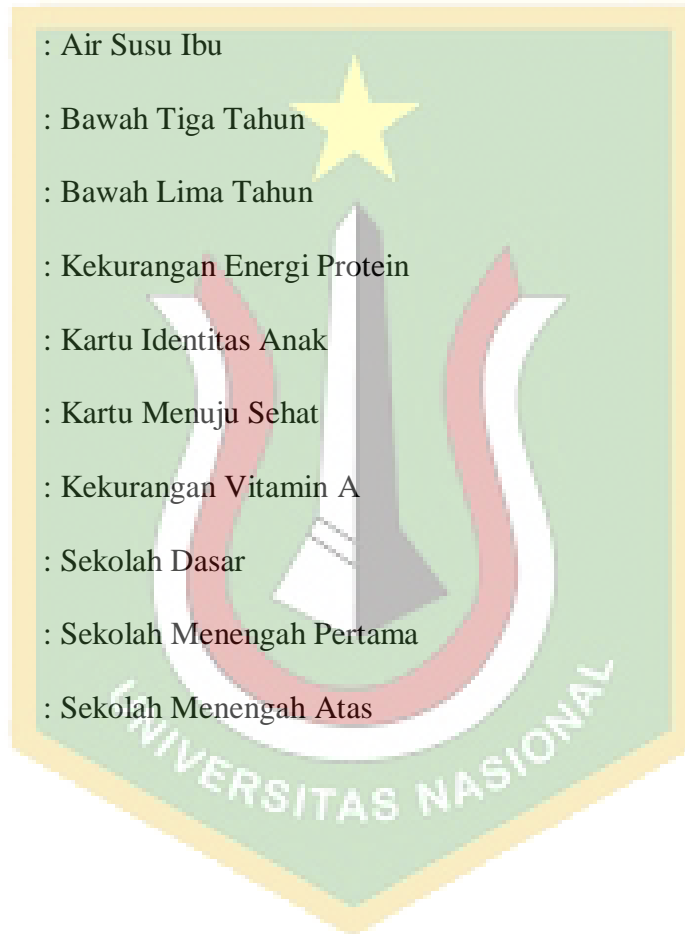 : Air Susu Ibu
: Bawah Tiga Tahun
: Bawah Lima Tahun
: Kekurangan Energi Protein
: Kartu Identitas Anak
: Kartu Menuju Sehat
: Kekurangan Vitamin A
: Sekolah Dasar
: Sekolah Menengah Pertama
: Sekolah Menengah Atas
UNIVERSITAS NASIONAL